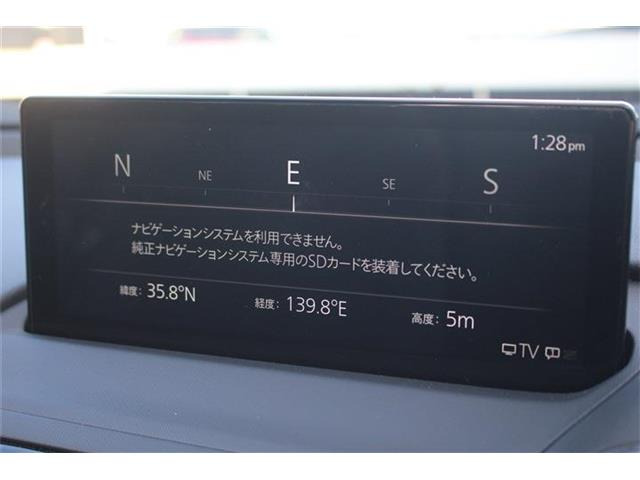 1:28pm
N NE E SE S
ナビゲーションシステムを利用できません。
純正ナビゲーションシステム専用のSDカードを装着してください。
緯度: 35.8°N 経度: 139.8°E 高度: 5m
TV